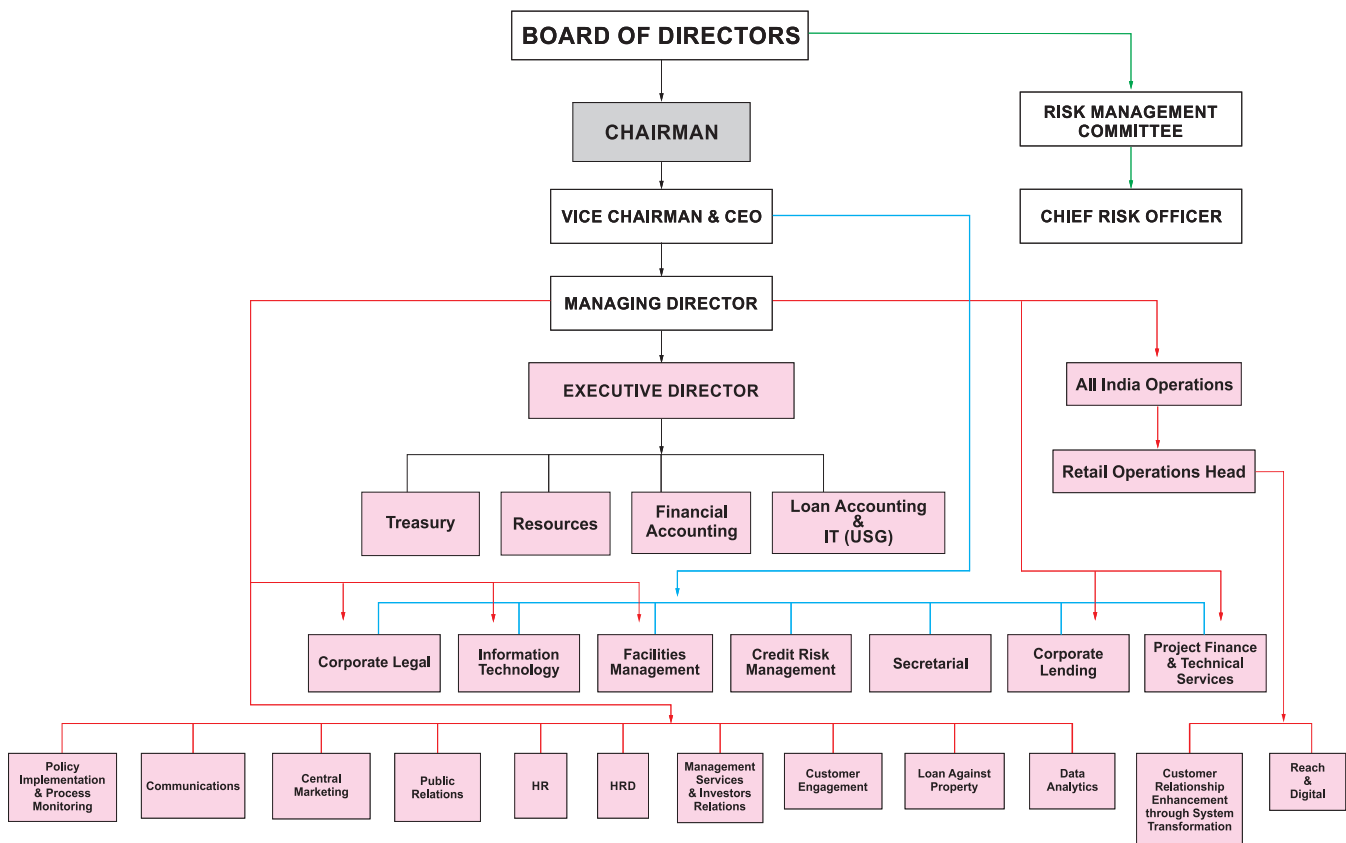 BOARD OF DIRECTORS
CHAIRMAN
RISK MANAGEMENT
COMMITTEE
VICE CHAIRMAN & CEO
CHIEF RISK OFFICER
MANAGING DIRECTOR
EXECUTIVE DIRECTOR
All India Operations
Retail Operations Head
Treasury
Resources
Financial
Accounting
Loan Accounting
&
IT (USG)
Corporate Legal
Information
Technology
Facilities
Management
Credit Risk
Management
Secretarial
Corporate
Lending
Project Finance
& Technical
Services
Policy
Implementation
& Process
Monitoring
Communications
Central
Marketing
Public
Relations
HR
HRD
Management
Services
& Investors
Relations
Customer
Engagement
Loan Against
Property
Data
Analytics
Customer
Relationship
Enhancement
through System
Transformation
Reach
&
Digital